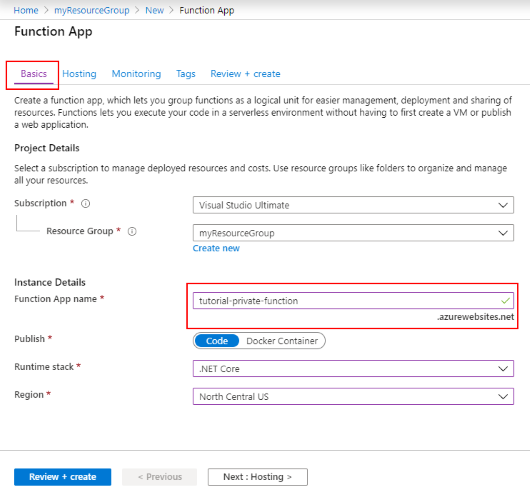 Home > myResourceGroup > New > Function App
Function App
Basics Hosting Monitoring Tags Review + create
Create a function app, which lets you group functions as a logical unit for easier management, deployment and sharing of
resources. Functions lets you execute your code in a serverless environment without having to first create a VM or publish
a web application.
Project Details
Select a subscription to manage deployed resources and costs. Use resource groups like folders to organize and manage
all your resources.
Subscription * Visual Studio Ultimate
Resource Group * myResourceGroup
Create new
Instance Details
Function App name * tutorial-private-function
.azurewebsites.net
Publish * Code Docker Container
Runtime stack * .NET Core
Region * North Central US
Review + create < Previous Next : Hosting >